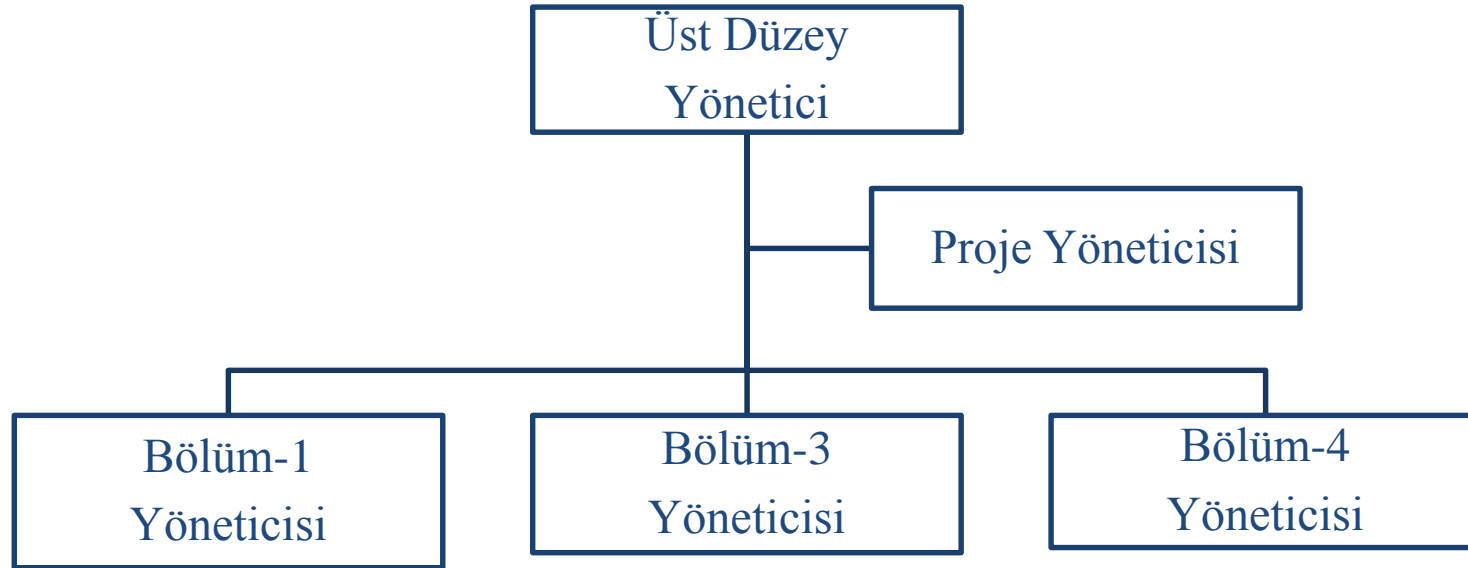 Üst Düzey
Yönetici
Proje Yöneticisi
Bölüm-1
Yöneticisi
Bölüm-3
Yöneticisi
Bölüm-4
Yöneticisi